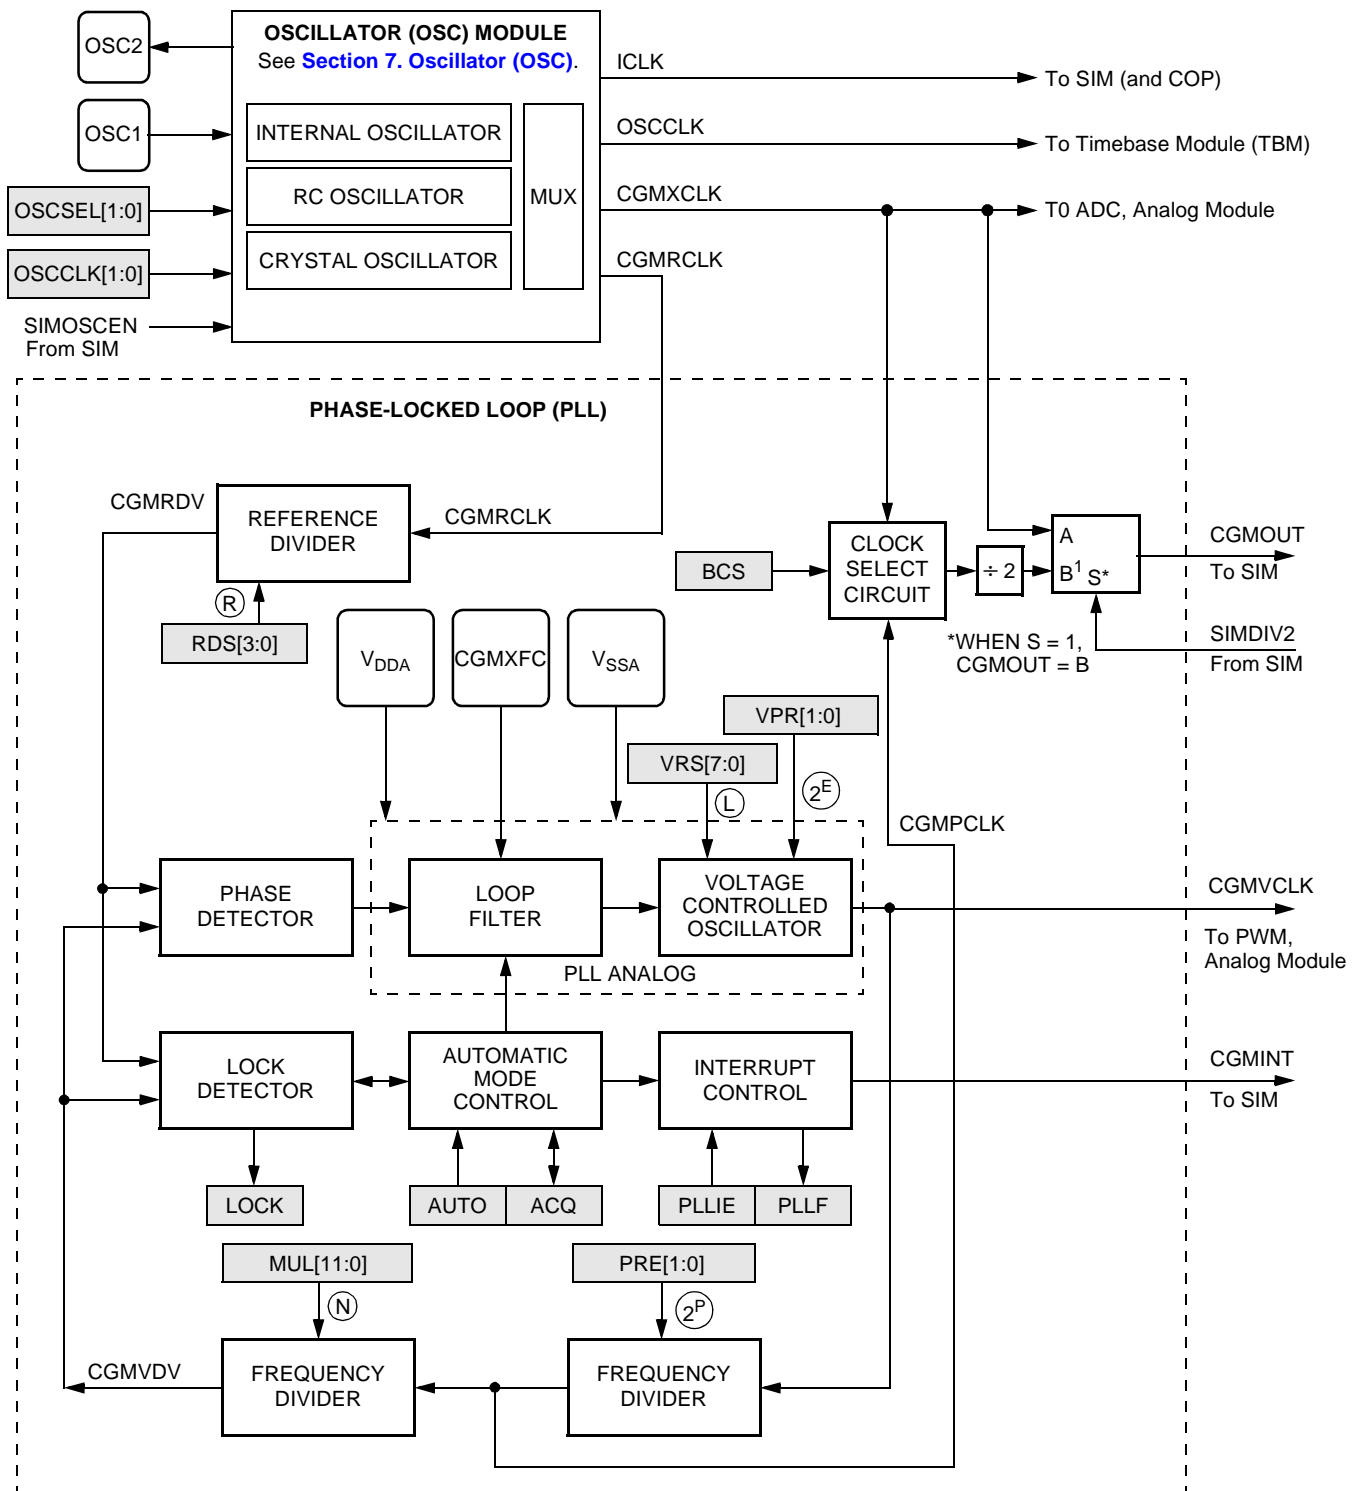 OSC2
OSCILLATOR (OSC) MODULE
See Section 7. Oscillator (OSC).
ICLK
To SIM (and COP)
OSC1
INTERNAL OSCILLATOR
OSCCLK
To Timebase Module (TBM)
OSCSEL[1:0]
RC OSCILLATOR
MUX
CGMXCLK
T0 ADC, Analog Module
OSCCLK[1:0]
CRYSTAL OSCILLATOR
CGMRCLK
SIMOSCEN
From SIM
PHASE-LOCKED LOOP (PLL)
CGMRDV
REFERENCE
DIVIDER
CGMRCLK
R
RDS[3:0]
BCS
CLOCK
SELECT
CIRCUIT
÷ 2
A
B1 S*
CGMOUT
To SIM
*WHEN S = 1,
CGMOUT = B
SIMDIV2
From SIM
VDDA
CGMXFC
VSSA
VPR[1:0]
VRS[7:0]
L
2E
CGMPCLK
PHASE
DETECTOR
LOOP
FILTER
VOLTAGE
CONTROLLED
OSCILLATOR
PLL ANALOG
CGMVCLK
To PWM,
Analog Module
LOCK
DETECTOR
AUTOMATIC
MODE
CONTROL
INTERRUPT
CONTROL
CGMINT
To SIM
LOCK
AUTO
ACQ
PLLIE
PLLF
MUL[11:0]
PRE[1:0]
N
2P
CGMVDV
FREQUENCY
DIVIDER
FREQUENCY
DIVIDER